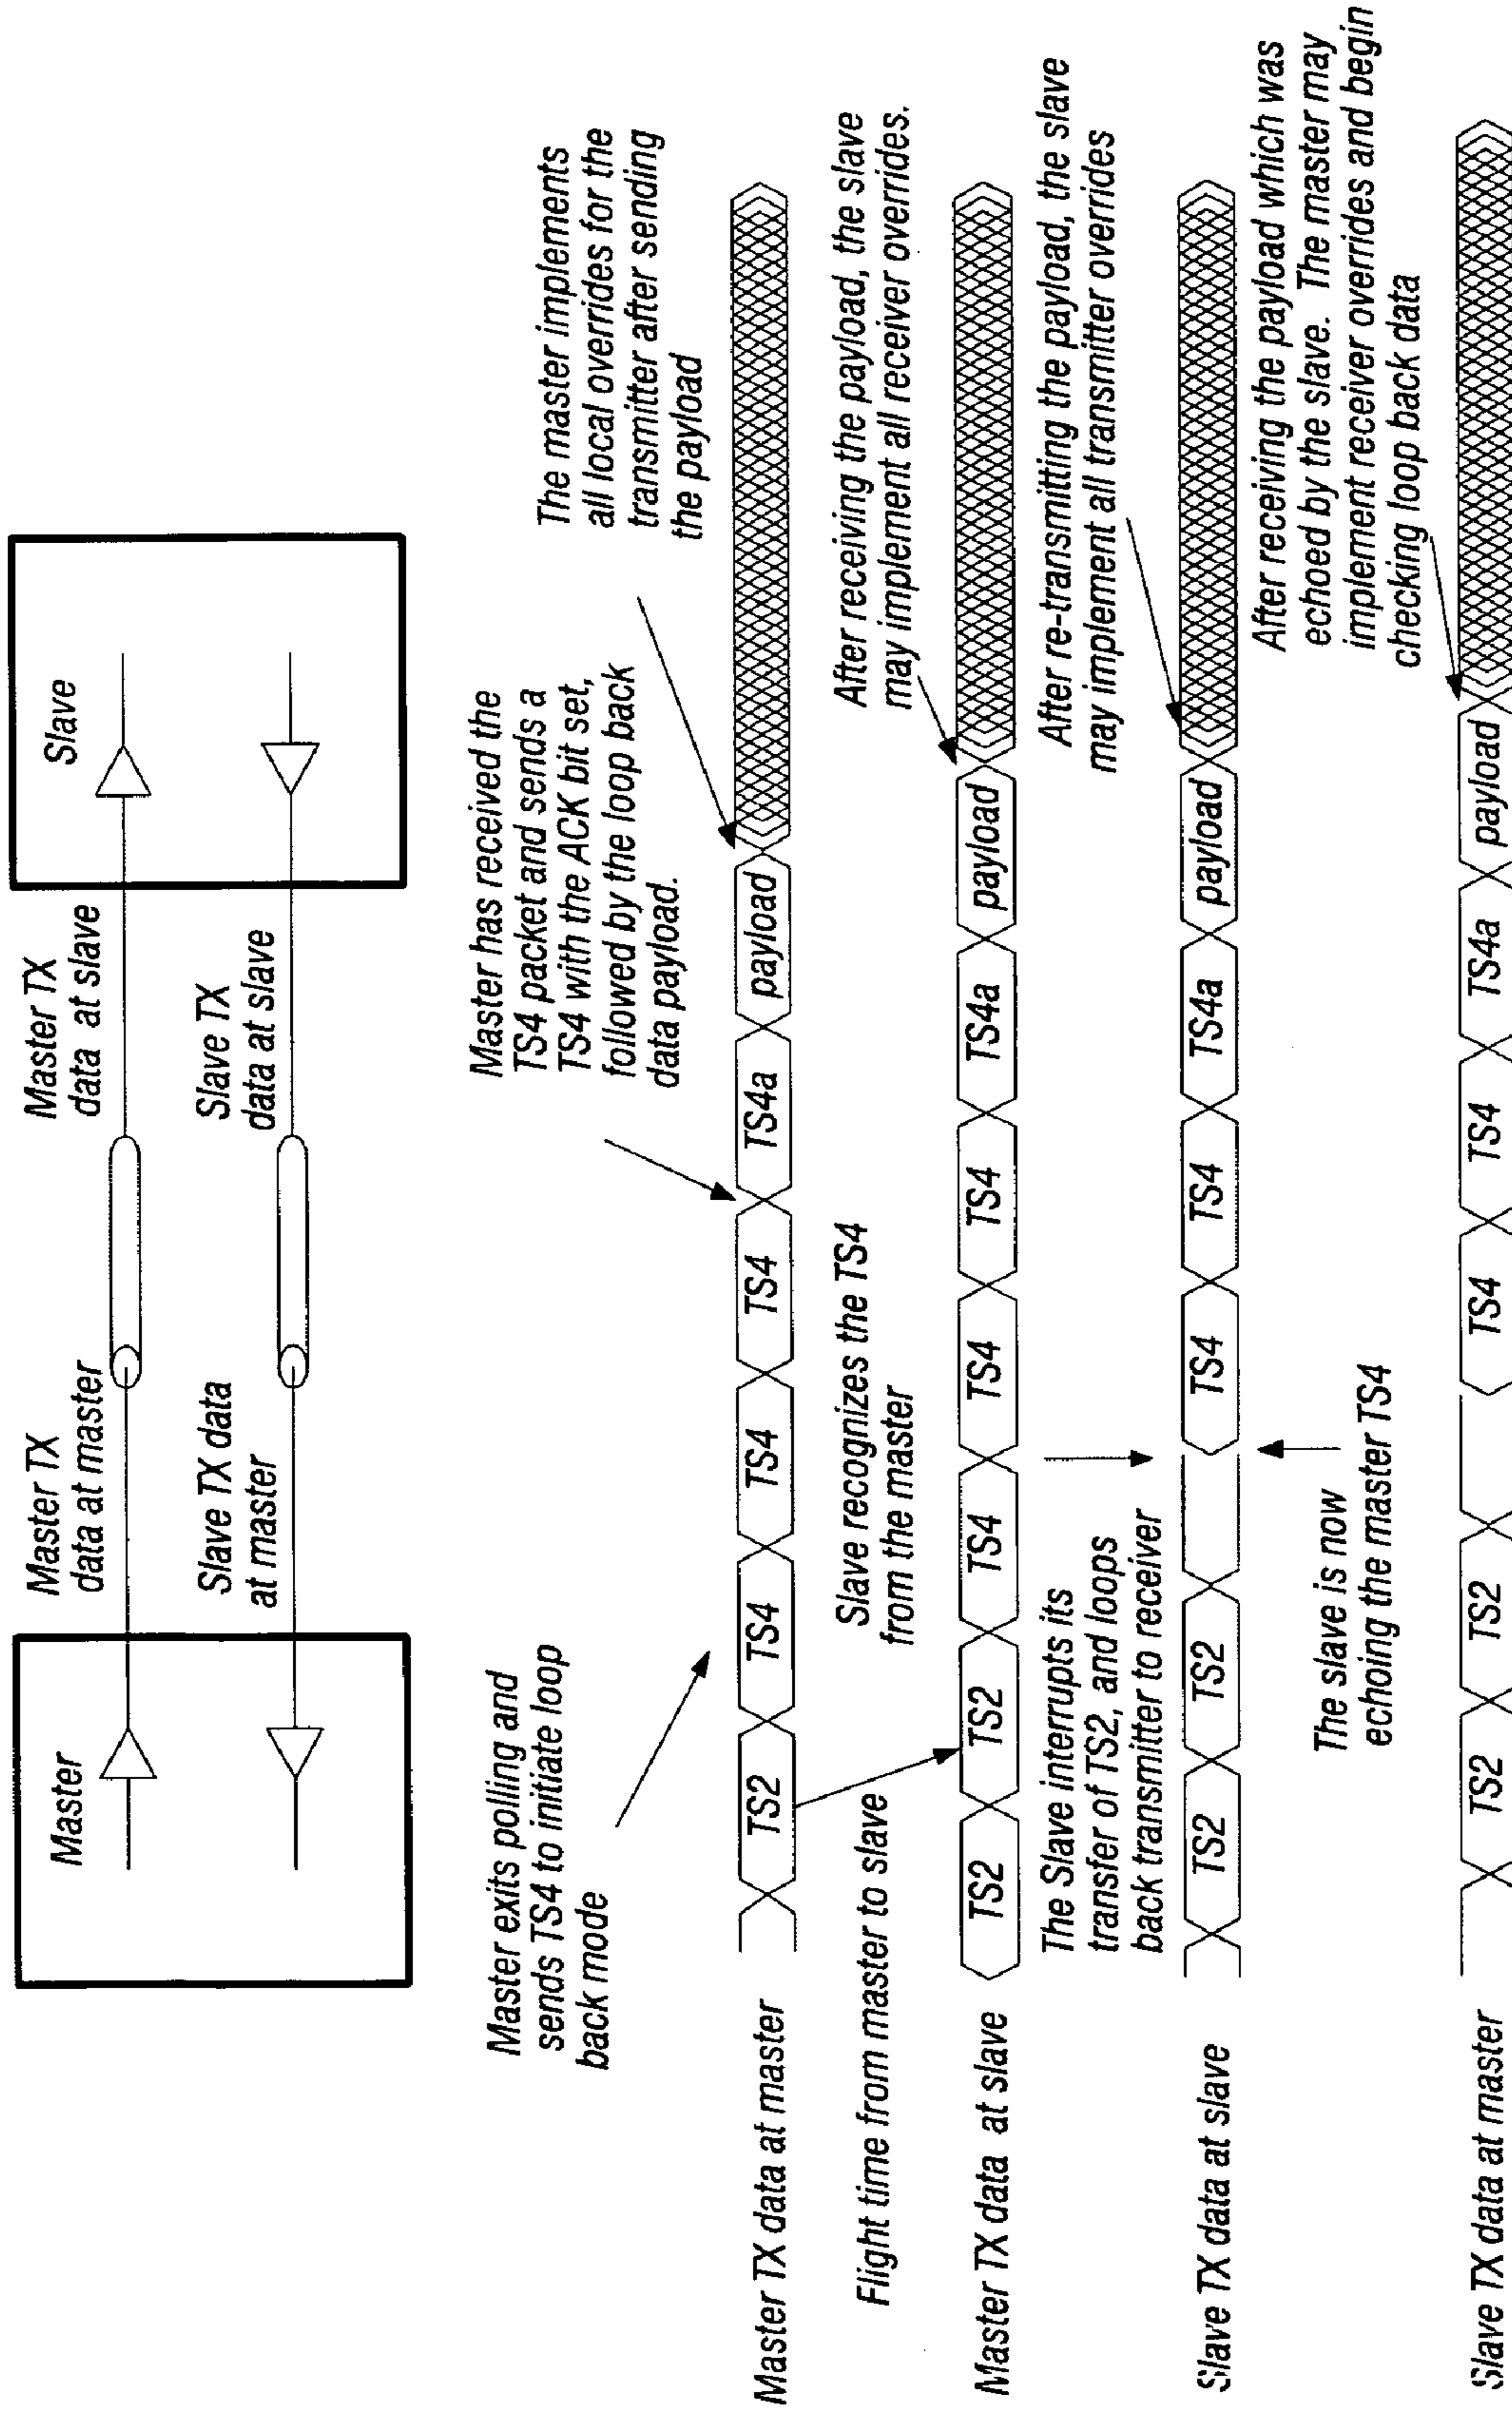 Master
Master TX
data at master
Master TX
data at slave
Slave
Slave TX data
at master
Slave TX
data at slave
Master exits polling and
sends TS4 to initiate loop
back mode
Master has received the
TS4 packet and sends a
TS4 with the ACK bit set,
followed by the loop back
data payload.
The master implements
all local overrides for the
transmitter after sending
the payload
Master TX data at master
TS2
TS4
TS4
TS4
TS4a
payload
Flight time from master to slave
Slave recognizes the TS4
from the master
After receiving the payload, the slave
may implement all receiver overrides.
Master TX data at slave
TS2
TS2
TS4
TS4
TS4
TS4a
payload
The Slave interrupts its
transfer of TS2, and loops
back transmitter to receiver
After re-transmitting the payload, the slave
may implement all transmitter overrides
Slave TX data at slave
TS2
TS2
TS4
TS4
TS4a
payload
The slave is now
echoing the master TS4
After receiving the payload which was
echoed by the slave. The master may
implement receiver overrides and begin
checking loop back data
Slave TX data at master
TS2
TS2
TS4
TS4
TS4a
payload